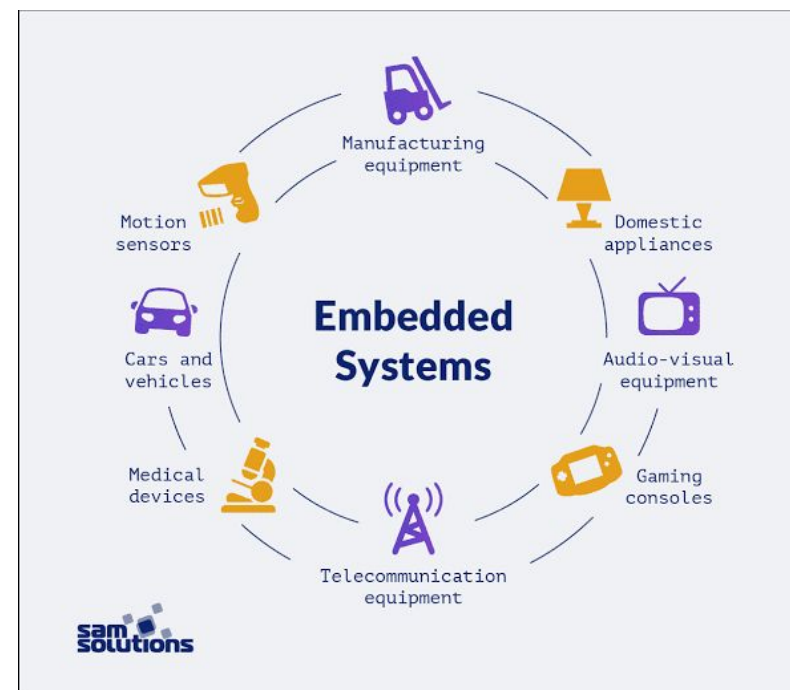 Manufacturing
equipment
Motion
sensors
Domestic
appliances
Embedded
Systems
Cars and
vehicles
Audio-visual
equipment
Medical
devices
Gaming
consoles
Telecommunication
equipment
sam
solutions